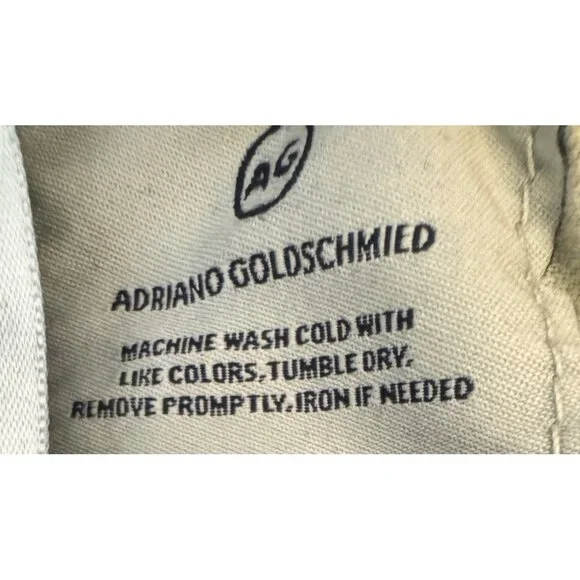 AG
ADRIANO GOLDSCHMIED
MACHINE WASH COLD WITH
LIKE COLORS. TUMBLE DRY.
REMOVE PROMPTLY. IRON IF NEEDED